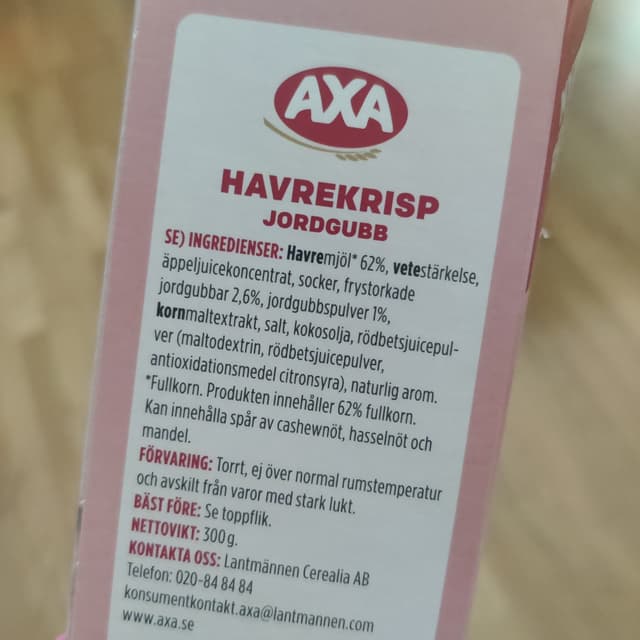 AXA
HAVREKRISP
JORDGUBB
SE) INGREDIENSER: Havremjöl* 62%, vetestärkelse,
äppeljuicekoncentrat, socker, frystorkade
jordgubbar 2,6%, jordgubbspulver 1%,
kornmaltextrakt, salt, kokosolja, rödbetsjuicepul-
ver (maltodextrin, rödbetsjuicepulver,
antioxidationsmedel citronsyra), naturlig arom.
*Fullkorn. Produkten innehåller 62% fullkorn.
Kan innehålla spår av cashewnöt, hasselnöt och
mandel.
FÖRVARING: Torrt, ej över normal rumstemperatur
och avskilt från varor med stark lukt.
BÄST FÖRE: Se toppflik.
NETTOVIKT: 300 g.
KONTAKTA OSS: Lantmännen Cerealia AB
Telefon: 020-84 84 84
konsumentkontakt.axa@lantmannen.com
www.axa.se